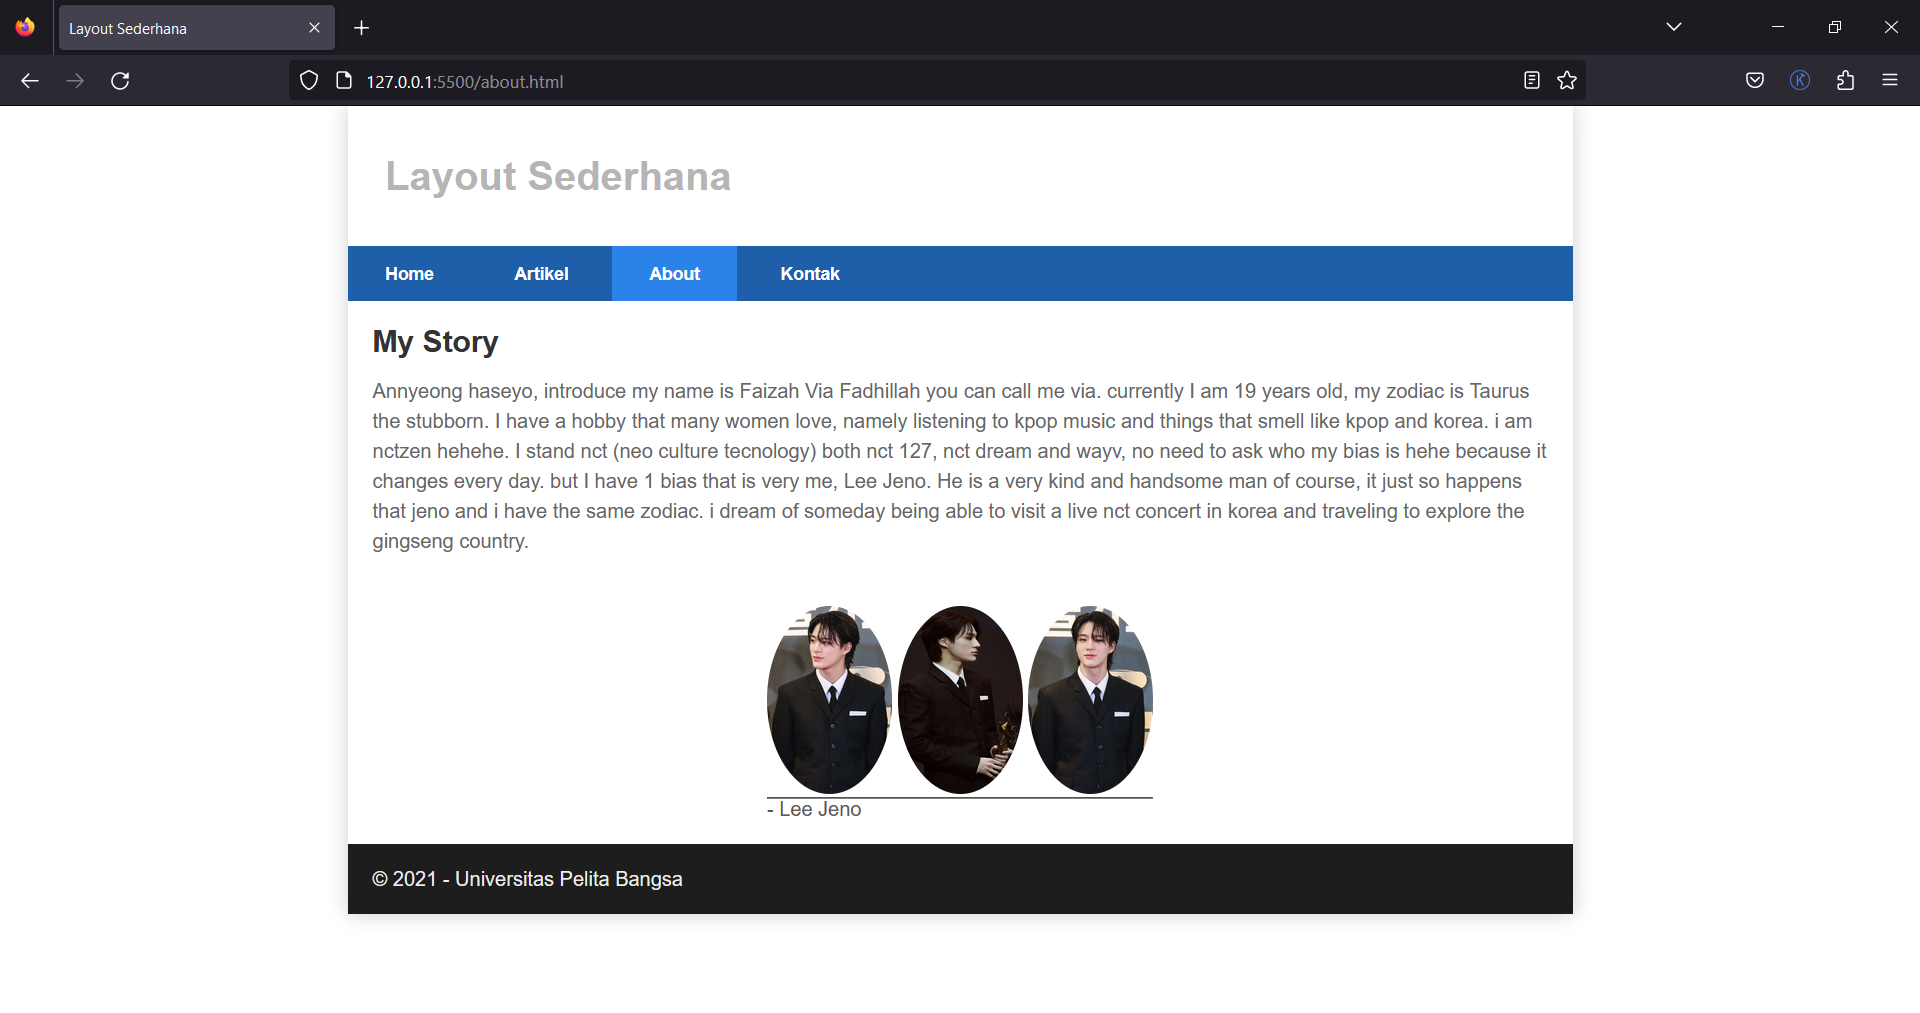 Layout Sederhana
127.0.0.1:5500/about.html
Layout Sederhana
Home Artikel About Kontak
My Story
Annyeong haseyo, introduce my name is Faizah Via Fadhillah you can call me via. currently I am 19 years old, my zodiac is Taurus
the stubborn. I have a hobby that many women love, namely listening to kpop music and things that smell like kpop and korea. i am
nctzen hehehe. I stand nct (neo culture tecnology) both nct 127, nct dream and wayv, no need to ask who my bias is hehe because it
changes every day. but I have 1 bias that is very me, Lee Jeno. He is a very kind and handsome man of course, it just so happens
that jeno and i have the same zodiac. i dream of someday being able to visit a live nct concert in korea and traveling to explore the
gingseng country.
- Lee Jeno
© 2021 - Universitas Pelita Bangsa